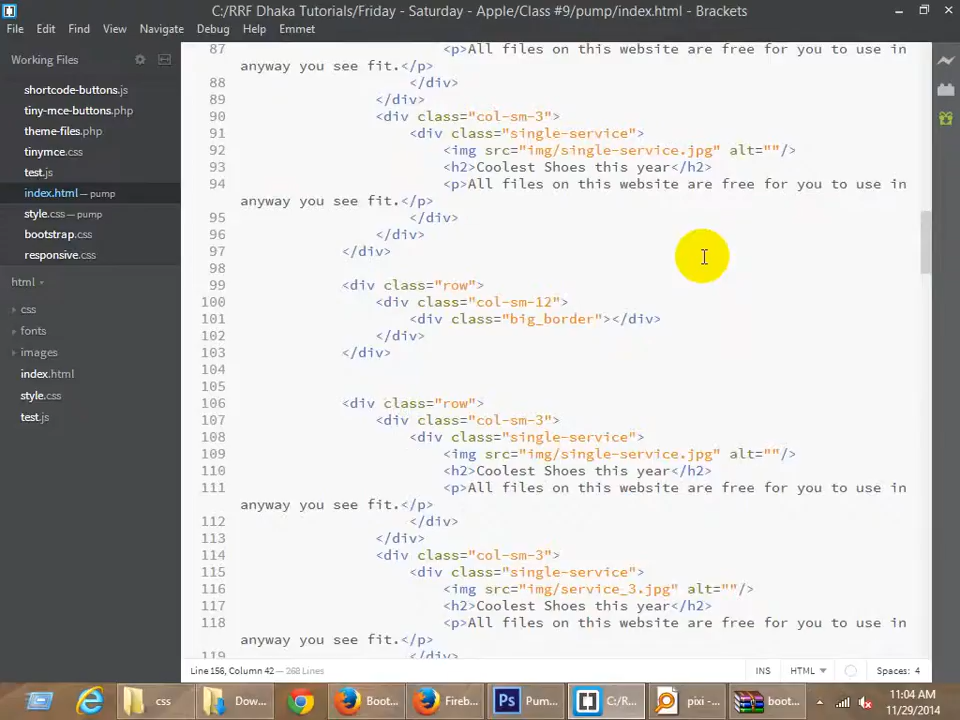 C:/RRF Dhaka Tutorials/Friday - Saturday - Apple/Class #9/pump/index.html - Brackets
File Edit Find View Navigate Debug Help Emmet
Working Files
shortcode-buttons.js
tiny-mce-buttons.php
theme-files.php
tinymce.css
test.js
index.html — pump
style.css — pump
bootstrap.css
responsive.css
html
css
fonts
images
index.html
style.css
test.js
87 <p>All files on this website are free for you to use in
anyway you see fit.</p>
88 </div>
89 </div>
90 <div class="col-sm-3">
91 <div class="single-service">
92 <img src="img/single-service.jpg" alt=""/>
93 <h2>Coolest Shoes this year</h2>
94 <p>All files on this website are free for you to use in
anyway you see fit.</p>
95 </div>
96 </div>
97 </div>
98
99 <div class="row">
100 <div class="col-sm-12">
101 <div class="big_border"></div>
102 </div>
103 </div>
104
105
106 <div class="row">
107 <div class="col-sm-3">
108 <div class="single-service">
109 <img src="img/single-service.jpg" alt=""/>
110 <h2>Coolest Shoes this year</h2>
111 <p>All files on this website are free for you to use in
anyway you see fit.</p>
112 </div>
113 </div>
114 <div class="col-sm-3">
115 <div class="single-service">
116 <img src="img/service_3.jpg" alt=""/>
117 <h2>Coolest Shoes this year</h2>
118 <p>All files on this website are free for you to use in
anyway you see fit.</p>
119 </div>
Line 156, Column 42 — 268 Lines
INS HTML Spaces: 4
css Dow... Boot... Fireb... Ps Pum... C:/R... pixi -... boot...
11:04 AM
11/29/2014